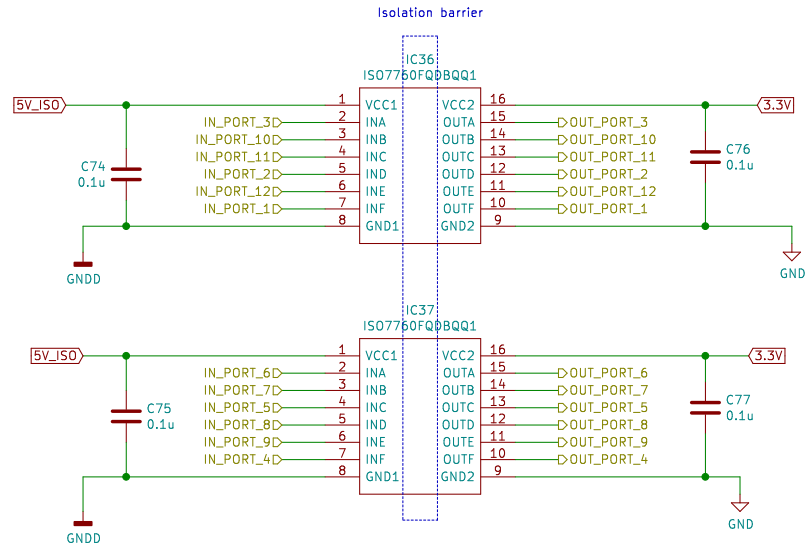 Isolation barrier
IC36
ISO7760FQDBQQ1
5V_ISO 1 VCC1 VCC2 16 3.3V
IN_PORT_3 2 INA OUTA 15 OUT_PORT_3
IN_PORT_10 3 INB OUTB 14 OUT_PORT_10
IN_PORT_11 4 INC OUTC 13 OUT_PORT_11
IN_PORT_2 5 IND OUTD 12 OUT_PORT_2
IN_PORT_12 6 INE OUTE 11 OUT_PORT_12
IN_PORT_1 7 INF OUTF 10 OUT_PORT_1
8 GND1 GND2 9
C74
0.1u
C76
0.1u
GNDD
GND
IC37
ISO7760FQDBQQ1
5V_ISO 1 VCC1 VCC2 16 3.3V
IN_PORT_6 2 INA OUTA 15 OUT_PORT_6
IN_PORT_7 3 INB OUTB 14 OUT_PORT_7
IN_PORT_5 4 INC OUTC 13 OUT_PORT_5
IN_PORT_8 5 IND OUTD 12 OUT_PORT_8
IN_PORT_9 6 INE OUTE 11 OUT_PORT_9
IN_PORT_4 7 INF OUTF 10 OUT_PORT_4
8 GND1 GND2 9
C75
0.1u
C77
0.1u
GNDD
GND